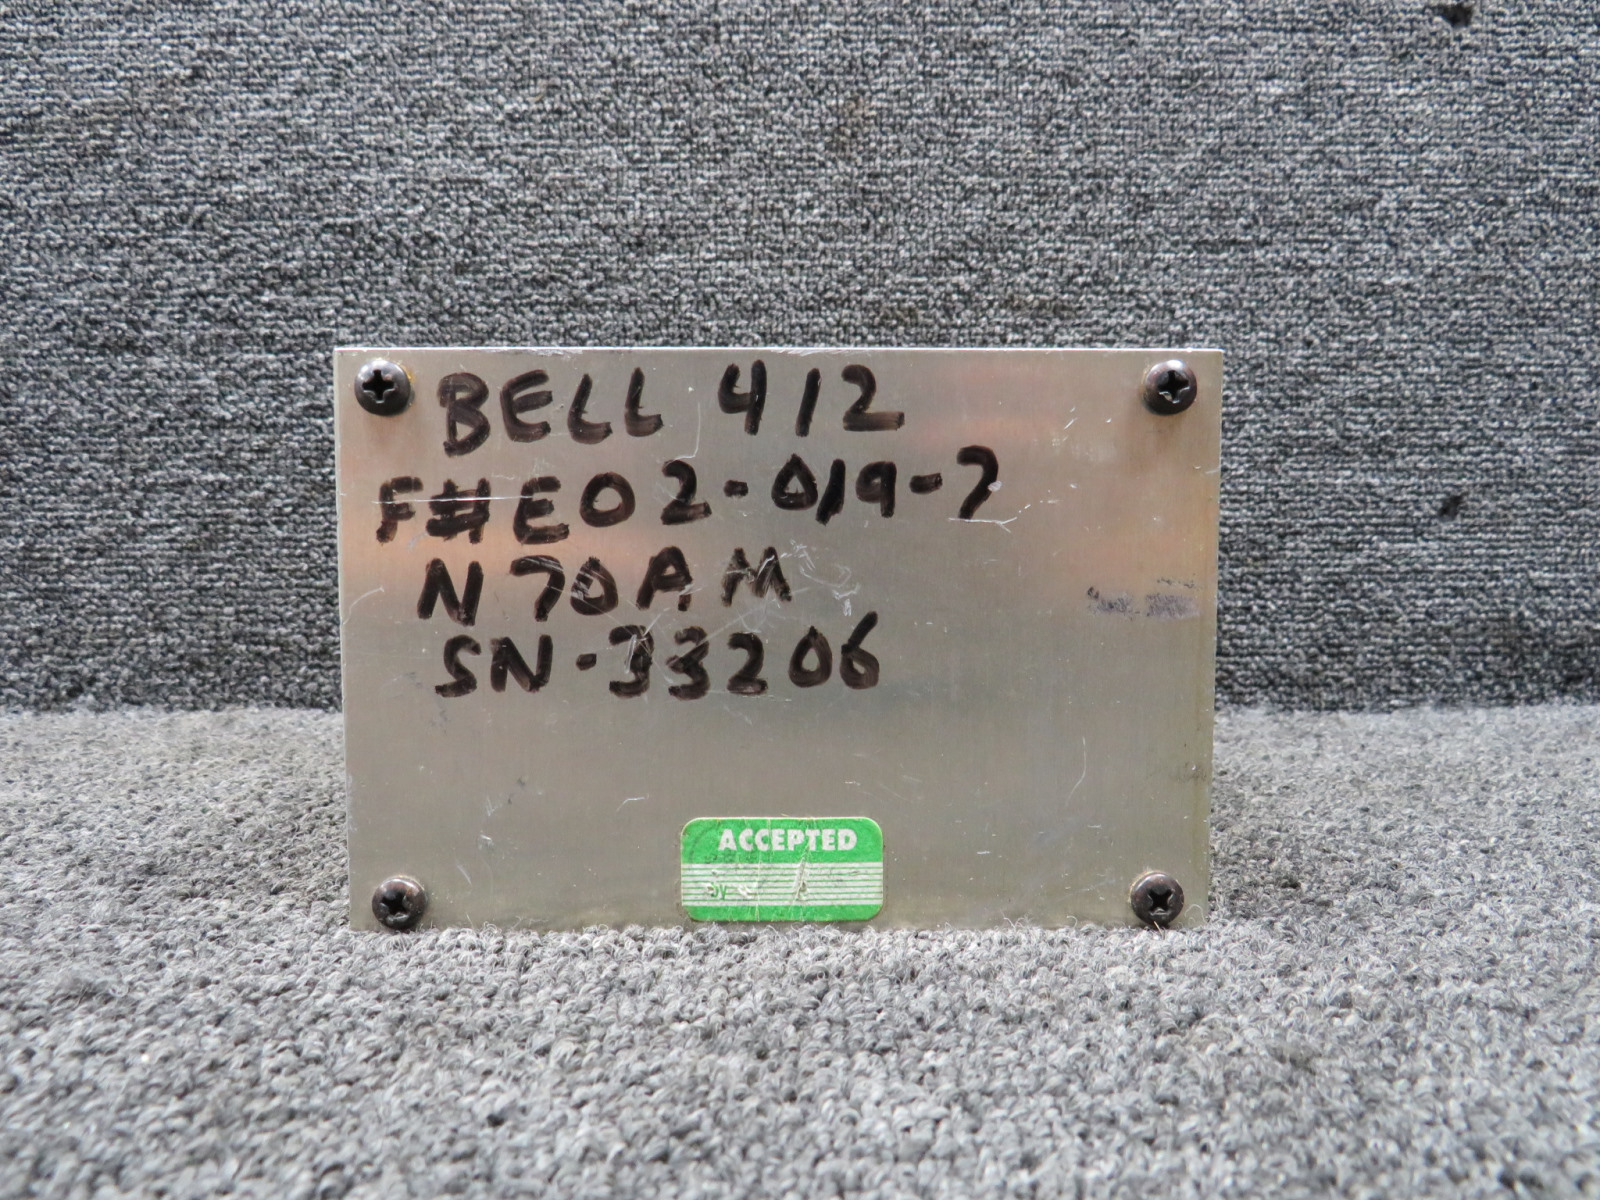 BELL 412
F#E02-019-7
N70AM
SN-33206
ACCEPTED